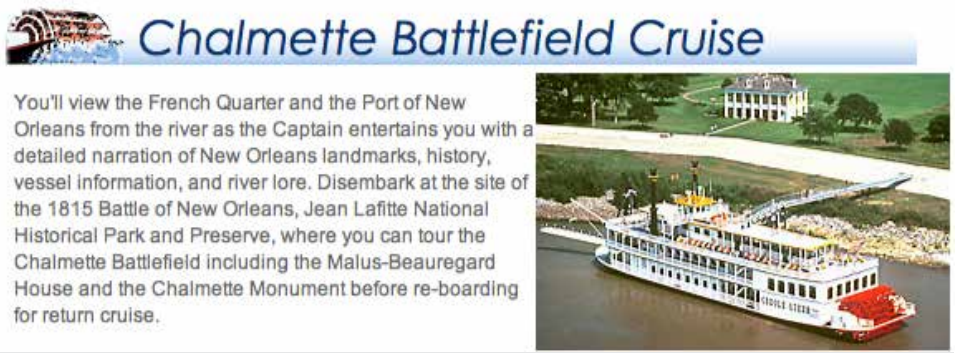 Chalmette Battlefield Cruise
You'll view the French Quarter and the Port of New
Orleans from the river as the Captain entertains you with a
detailed narration of New Orleans landmarks, history,
vessel information, and river lore. Disembark at the site of
the 1815 Battle of New Orleans, Jean Lafitte National
Historical Park and Preserve, where you can tour the
Chalmette Battlefield including the Malus-Beauregard
House and the Chalmette Monument before re-boarding
for return cruise.
CREOLE QUEEN